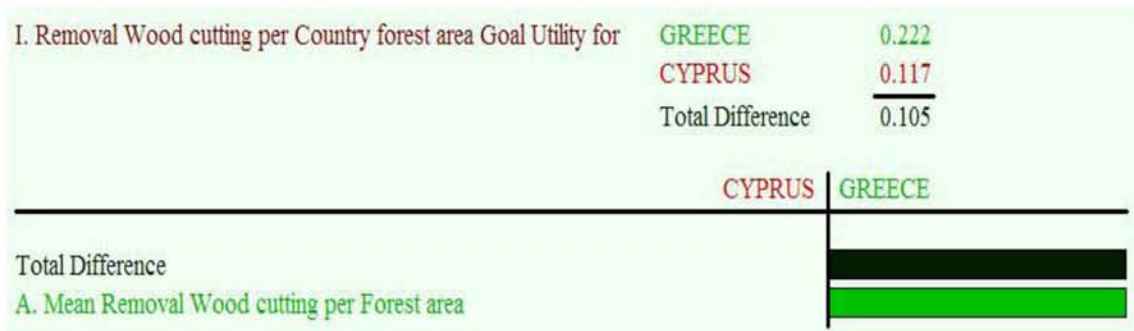 I. Removal Wood cutting per Country forest area Goal Utility for GREECE 0.222
CYPRUS 0.117
Total Difference 0.105
CYPRUS GREECE
Total Difference
A. Mean Removal Wood cutting per Forest area